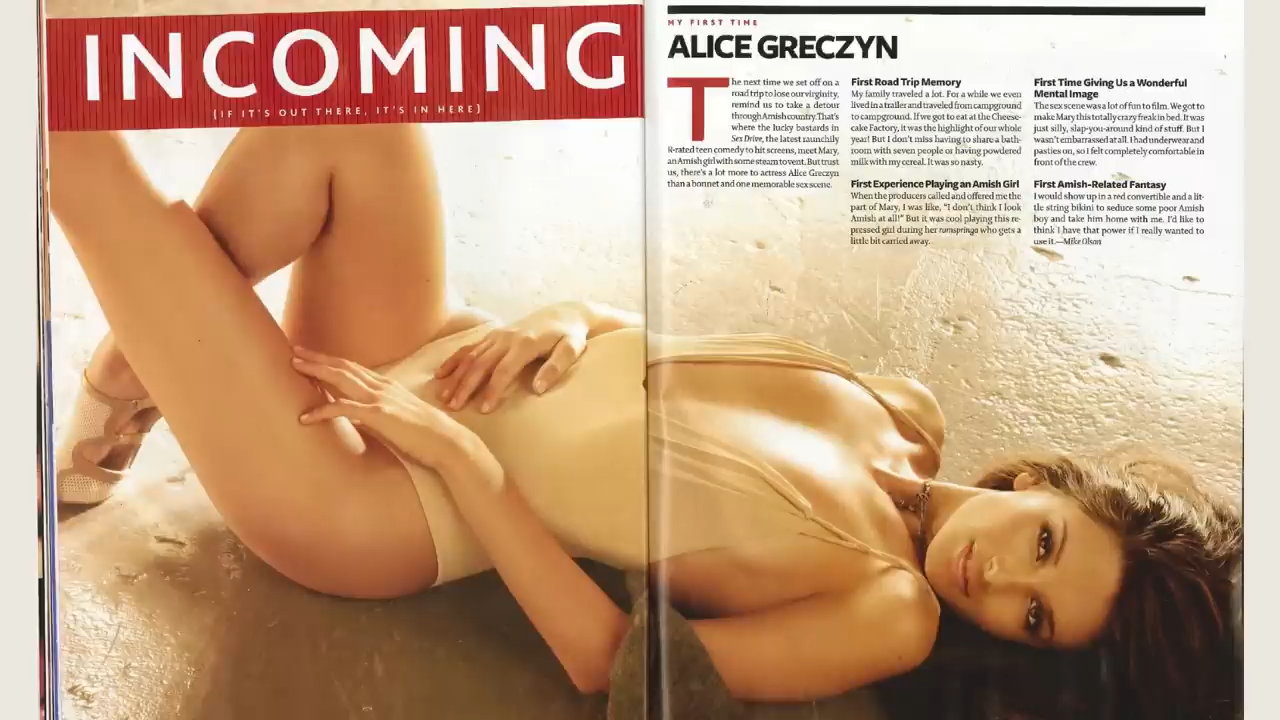 INCOMING
{IF IT'S OUT THERE, IT'S IN HERE}
MY FIRST TIME
ALICE GRECZYN
The next time we set off on a
road trip to lose our virginity,
remind us to take a detour
through Amish country. That's
where the lucky bastards in
Sex Drive, the latest raunchily
R-rated teen comedy to hit screens, meet Mary,
an Amish girl with some steam to vent. But trust
us, there's a lot more to actress Alice Greczyn
than a bonnet and one memorable sex scene.
First Road Trip Memory
My family traveled a lot. For a while we even
lived in a trailer and traveled from campground
to campground. If we got to eat at the Cheese-
cake Factory, it was the highlight of our whole
year! But I don't miss having to share a bath-
room with seven people or having powdered
milk with my cereal. It was so nasty.
First Experience Playing an Amish Girl
When the producers called and offered me the
part of Mary, I was like, "I don't think I look
Amish at all!" But it was cool playing this re-
pressed girl during her rumspringa who gets a
little bit carried away.
First Time Giving Us a Wonderful
Mental Image
The sex scene was a lot of fun to film. We got to
make Mary this totally crazy freak in bed. It was
just silly, slap-you-around kind of stuff. But I
wasn't embarrassed at all. I had underwear and
pasties on, so I felt completely comfortable in
front of the crew.
First Amish-Related Fantasy
I would show up in a red convertible and a lit-
tle string bikini to seduce some poor Amish
boy and take him home with me. I'd like to
think I have that power if I really wanted to
use it.—Mike Olson